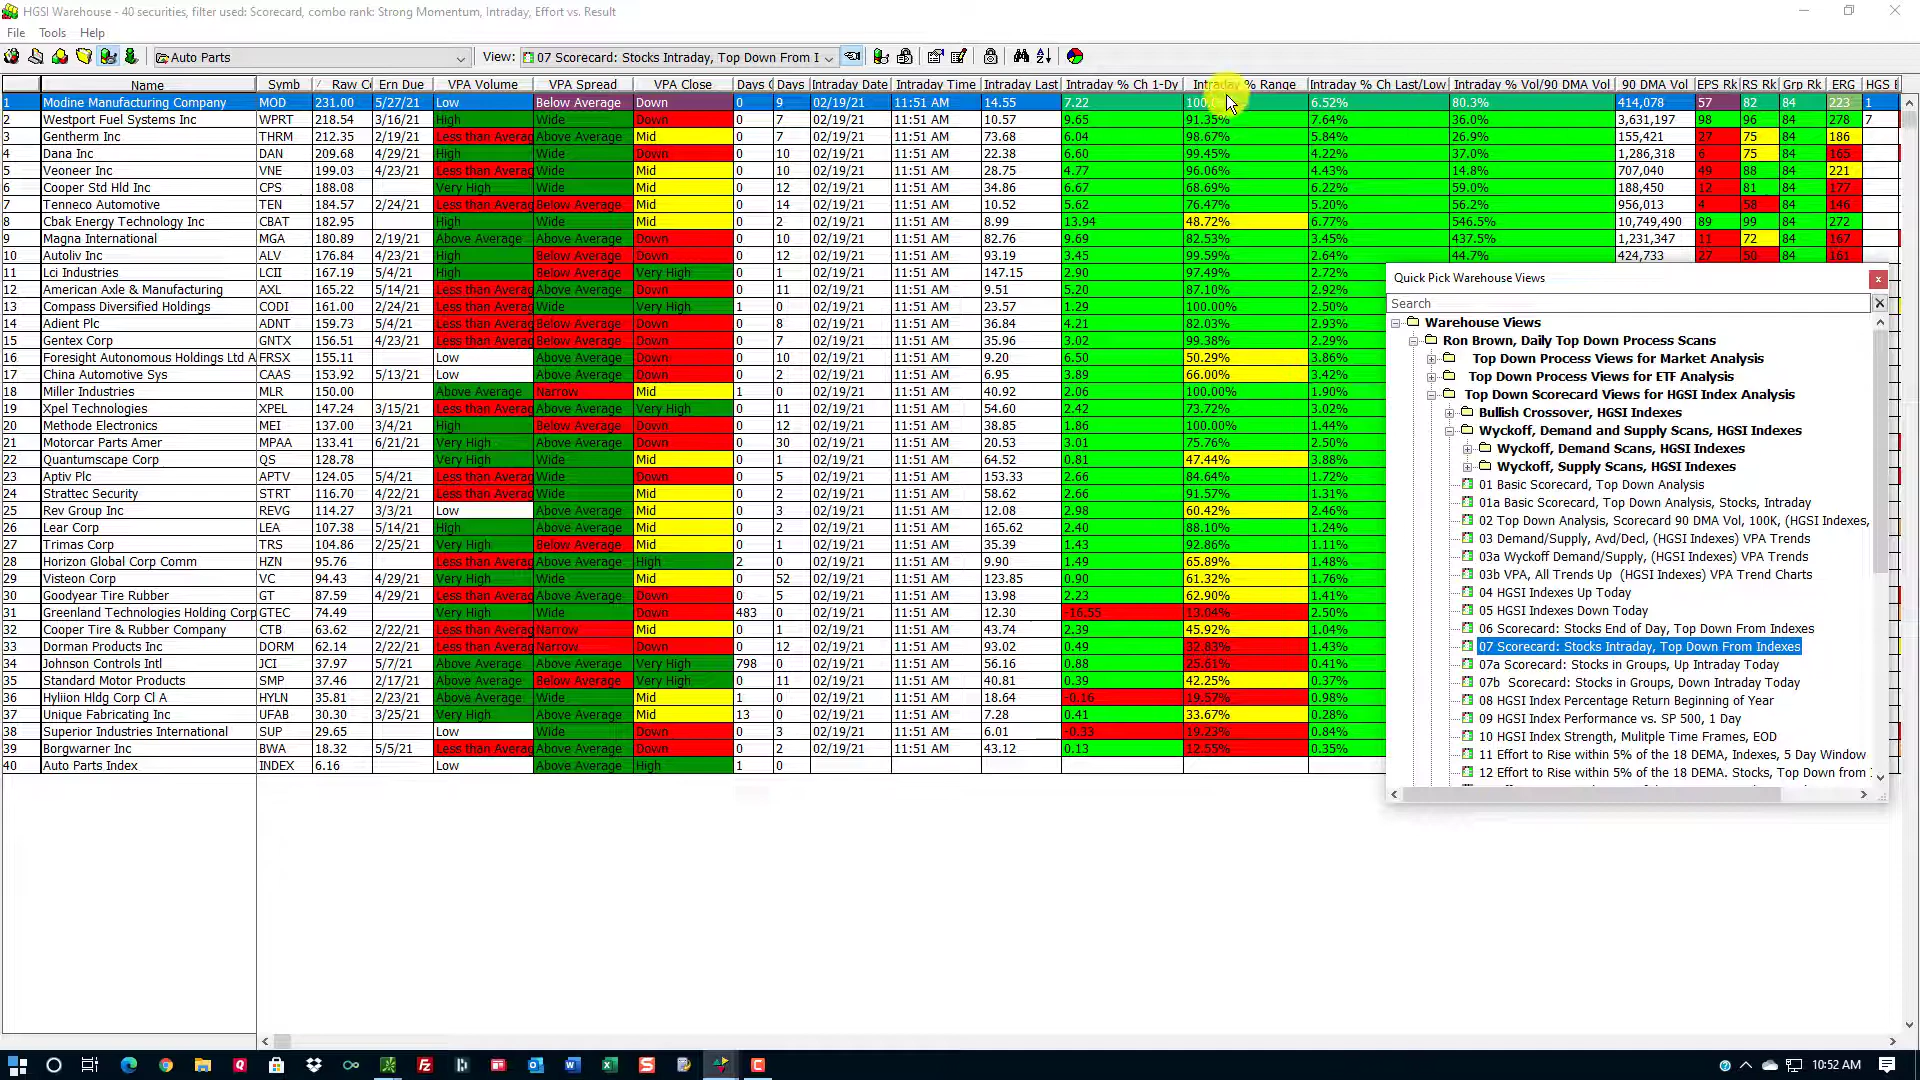 HGSI Warehouse - 40 securities, filter used: Scorecard, combo rank: Strong Momentum, Intraday, Effort vs. Result
File Tools Help
Auto Parts View: 07 Scorecard: Stocks Intraday, Top Down From I
Name Symb Raw C Ern Due VPA Volume VPA Spread VPA Close Days Days Intraday Date Intraday Time Intraday Last Intraday % Ch 1-Dy Intraday % Range Intraday % Ch Last/Low Intraday % Vol/90 DMA Vol 90 DMA Vol EPS Rk RS Rk Grp Rk ERG HGS
1 Modine Manufacturing Company MOD 231.00 5/27/21 Low Below Average Down 0 9 02/19/21 11:51 AM 14.55 7.22 6.52% 80.3% 414,078 57 82 84 223 1
2 Westport Fuel Systems Inc WPRT 218.54 3/16/21 High Wide Down 0 7 02/19/21 11:51 AM 10.57 9.65 91.35% 7.64% 36.0% 3,631,197 98 96 84 278 7
3 Gentherm Inc THRM 212.35 2/19/21 Less than Averag Above Average Mid 0 7 02/19/21 11:51 AM 73.68 6.04 98.67% 5.84% 26.9% 155,421 27 75 84 186
4 Dana Inc DAN 209.68 4/29/21 High Wide Down 0 10 02/19/21 11:51 AM 22.38 6.60 99.45% 4.22% 37.0% 1,286,318 6 75 84 165
5 Veoneer Inc VNE 199.03 4/23/21 Less than Averag Wide Mid 0 10 02/19/21 11:51 AM 28.75 4.77 96.06% 4.43% 14.8% 707,040 49 88 84 221
6 Cooper Std Hld Inc CPS 188.08 Very High Wide Mid 0 12 02/19/21 11:51 AM 34.86 6.67 68.69% 6.22% 59.0% 188,450 12 81 84 177
7 Tenneco Automotive TEN 184.57 2/24/21 Less than Averag Below Average Mid 0 14 02/19/21 11:51 AM 10.52 5.62 76.47% 5.20% 56.2% 956,013 4 58 84 146
8 Cbak Energy Technology Inc CBAT 182.95 Very High Wide Mid 0 2 02/19/21 11:51 AM 8.99 13.94 48.72% 6.77% 546.5% 10,749,490 89 99 84 272
9 Magna International MGA 180.89 2/19/21 Above Average Above Average Down 0 10 02/19/21 11:51 AM 82.76 9.69 82.53% 3.45% 437.5% 1,231,347 11 72 84 167
10 Autoliv Inc ALV 176.84 4/23/21 High Below Average Down 0 12 02/19/21 11:51 AM 93.13 3.45 99.59% 2.64% 44.7% 424,733 27 50 84 161
11 Lci Industries LCII 167.19 5/4/21 High Below Average Very High 0 1 02/19/21 11:51 AM 147.15 2.90 97.49% 2.72%
12 American Axle & Manufacturing AXL 165.22 5/14/21 Less than Averag Above Average Down 0 11 02/19/21 11:51 AM 9.51 5.20 87.10% 2.92%
13 Compass Diversified Holdings CODI 161.00 2/24/21 Less than Averag Wide Very High 0 1 02/19/21 11:51 AM 23.57 1.29 100.00% 2.50%
14 Adient Plc ADNT 159.73 5/4/21 Less than Averag Below Average Down 0 8 02/19/21 11:51 AM 36.84 4.21 82.03% 2.93%
15 Gentex Corp GNTX 156.51 4/23/21 Less than Averag Below Average Down 0 7 02/19/21 11:51 AM 35.96 3.02 99.38% 2.29%
16 Foresight Autonomous Holdings Ltd A FRSX 155.11 Low Above Average Down 0 10 02/19/21 11:51 AM 9.20 6.50 50.29% 3.86%
17 China Automotive Sys CAAS 153.92 5/13/21 Low Above Average Down 0 2 02/19/21 11:51 AM 6.95 3.89 66.00% 3.42%
18 Miller Industries MLR 150.00 Above Average Narrow Mid 1 0 02/19/21 11:51 AM 40.92 2.06 100.00% 1.90%
19 Xpel Technologies XPEL 147.24 3/15/21 Less than Averag Above Average Very High 0 11 02/19/21 11:51 AM 54.60 2.42 73.72% 3.02%
20 Methode Electronics MEI 137.00 3/4/21 High Below Average Down 0 12 02/19/21 11:51 AM 38.85 1.86 100.00% 1.44%
21 Motorcar Parts Amer MPAA 133.41 6/21/21 Very High Above Average Down 0 30 02/19/21 11:51 AM 20.53 3.01 75.76% 2.50%
22 Quantumscape Corp QS 128.78 Very High Wide Mid 0 1 02/19/21 11:51 AM 64.52 0.81 47.44% 3.88%
23 Aptiv Plc APTV 124.05 5/4/21 Less than Averag Wide Down 0 5 02/19/21 11:51 AM 153.33 2.66 84.64% 1.72%
24 Strattec Security STRT 116.70 4/22/21 Less than Averag Above Average Mid 0 1 02/19/21 11:51 AM 58.62 2.66 91.57% 1.31%
25 Rev Group Inc REVG 114.27 3/3/21 Low Above Average Mid 0 3 02/19/21 11:51 AM 12.08 2.98 60.42% 2.46%
26 Lear Corp LEA 107.38 5/14/21 High Above Average Mid 0 2 02/19/21 11:51 AM 165.62 2.40 88.10% 1.24%
27 Trimas Corp TRS 104.86 2/25/21 Very High Below Average Mid 0 1 02/19/21 11:51 AM 35.39 1.43 92.86% 1.11%
28 Horizon Global Corp Comm HZN 95.76 Less than Averag Above Average High 2 0 02/19/21 11:51 AM 9.90 1.49 65.89% 1.48%
29 Visteon Corp VC 94.43 4/29/21 Very High Wide Mid 0 52 02/19/21 11:51 AM 123.85 0.90 61.32% 1.76%
30 Goodyear Tire Rubber GT 87.59 4/29/21 Less than Averag Above Average Down 0 5 02/19/21 11:51 AM 13.98 2.23 62.90% 1.41%
31 Greenland Technologies Holding Corp GTEC 74.49 Very High Wide Down 483 0 02/19/21 11:51 AM 12.30 -16.55 13.04% 2.50%
32 Cooper Tire & Rubber Company CTB 63.62 2/22/21 Less than Averag Narrow Mid 0 1 02/19/21 11:51 AM 43.74 2.39 45.92% 1.04%
33 Dorman Products Inc DORM 62.14 2/22/21 Less than Averag Narrow Down 0 12 02/19/21 11:51 AM 93.02 0.49 32.83% 0.43%
34 Johnson Controls Intl JCI 37.97 5/7/21 Above Average Above Average Very High 798 0 02/19/21 11:51 AM 56.16 0.88 25.61% 0.41%
35 Standard Motor Products SMP 37.46 2/17/21 Above Average Below Average Very High 0 11 02/19/21 11:51 AM 40.81 0.39 42.25% 0.37%
36 Hyliion Hldg Corp Cl A HYLN 35.81 2/23/21 Above Average Wide Mid 1 0 02/19/21 11:51 AM 18.64 -0.16 19.57% 0.98%
37 Unique Fabricating Inc UFAB 30.30 3/25/21 Very High Above Average Mid 13 0 02/19/21 11:51 AM 7.28 0.41 33.67% 0.28%
38 Superior Industries International SUP 29.65 Low Wide Down 0 3 02/19/21 11:51 AM 6.01 -0.33 19.23% 0.84%
39 Borgwarner Inc BWA 18.32 5/5/21 Less than Averag Above Average Down 0 2 02/19/21 11:51 AM 43.12 0.13 12.55% 0.35%
40 Auto Parts Index INDEX 6.16 Low Above Average High 1 0
Quick Pick Warehouse Views
Search
Warehouse Views
Ron Brown, Daily Top Down Process Scans
Top Down Process Views for Market Analysis
Top Down Process Views for ETF Analysis
Top Down Scorecard Views for HGSI Index Analysis
Bullish Crossover, HGSI Indexes
Wyckoff, Demand and Supply Scans, HGSI Indexes
Wyckoff, Demand Scans, HGSI Indexes
Wyckoff, Supply Scans, HGSI Indexes
01 Basic Scorecard, Top Down Analysis
01a Basic Scorecard, Top Down Analysis, Stocks, Intraday
02 Top Down Analysis, Scorecard 90 DMA Vol, 100K, (HGSI Indexes,
03 Demand/Supply, Avd/Decl, (HGSI Indexes) VPA Trends
03a Wyckoff Demand/Supply, (HGSI Indexes) VPA Trends
03b VPA, All Trends Up (HGSI Indexes) VPA Trend Charts
04 HGSI Indexes Up Today
05 HGSI Indexes Down Today
06 Scorecard: Stocks End of Day, Top Down From Indexes
07 Scorecard: Stocks Intraday, Top Down From Indexes
07a Scorecard: Stocks in Groups, Up Intraday Today
07b Scorecard: Stocks in Groups, Down Intraday Today
08 HGSI Index Percentage Return Beginning of Year
09 HGSI Index Performance vs. SP 500, 1 Day
10 HGSI Index Strength, Mulitple Time Frames, EOD
11 Effort to Rise within 5% of the 18 DEMA, Indexes, 5 Day Window
12 Effort to Rise within 5% of the 18 DEMA. Stocks, Top Down from
10:52 AM